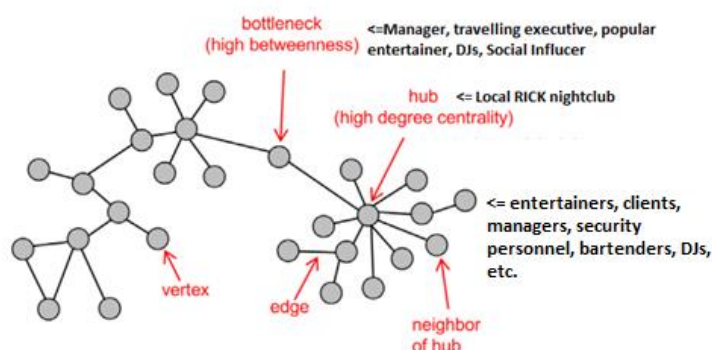 bottleneck
(high betweenness)
<=Manager, travelling executive, popular
entertainer, DJs, Social Influcer
hub
(high degree centrality)
<= Local RICK nightclub
<= entertainers, clients,
managers, security
personnel, bartenders, DJs,
etc.
vertex
edge
neighbor
of hub